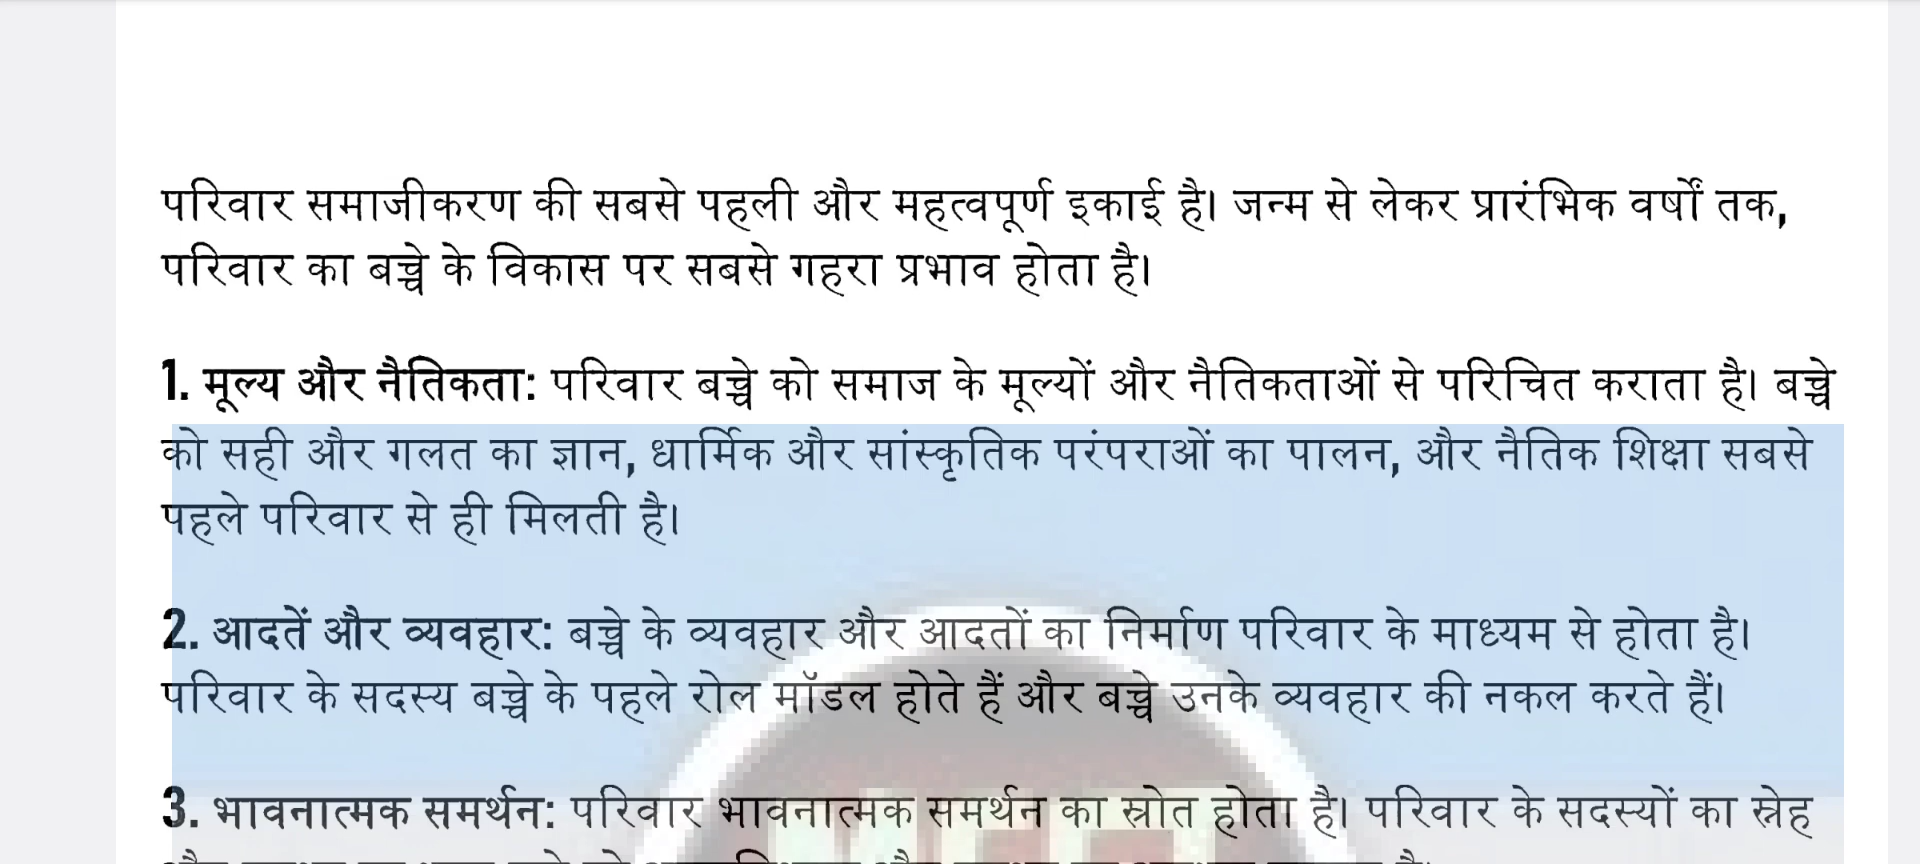 परिवार समाजीकरण की सबसे पहली और महत्वपूर्ण इकाई है। जन्म से लेकर प्रारंभिक वर्षों तक,
परिवार का बच्चे के विकास पर सबसे गहरा प्रभाव होता है।
1. मूल्य और नैतिकता: परिवार बच्चे को समाज के मूल्यों और नैतिकताओं से परिचित कराता है। बच्चे
को सही और गलत का ज्ञान, धार्मिक और सांस्कृतिक परंपराओं का पालन, और नैतिक शिक्षा सबसे
पहले परिवार से ही मिलती है।
2. आदतें और व्यवहार: बच्चे के व्यवहार और आदतों का निर्माण परिवार के माध्यम से होता है।
परिवार के सदस्य बच्चे के पहले रोल मॉडल होते हैं और बच्चे उनके व्यवहार की नकल करते हैं।
3. भावनात्मक समर्थन: परिवार भावनात्मक समर्थन का स्रोत होता है। परिवार के सदस्यों का स्नेह